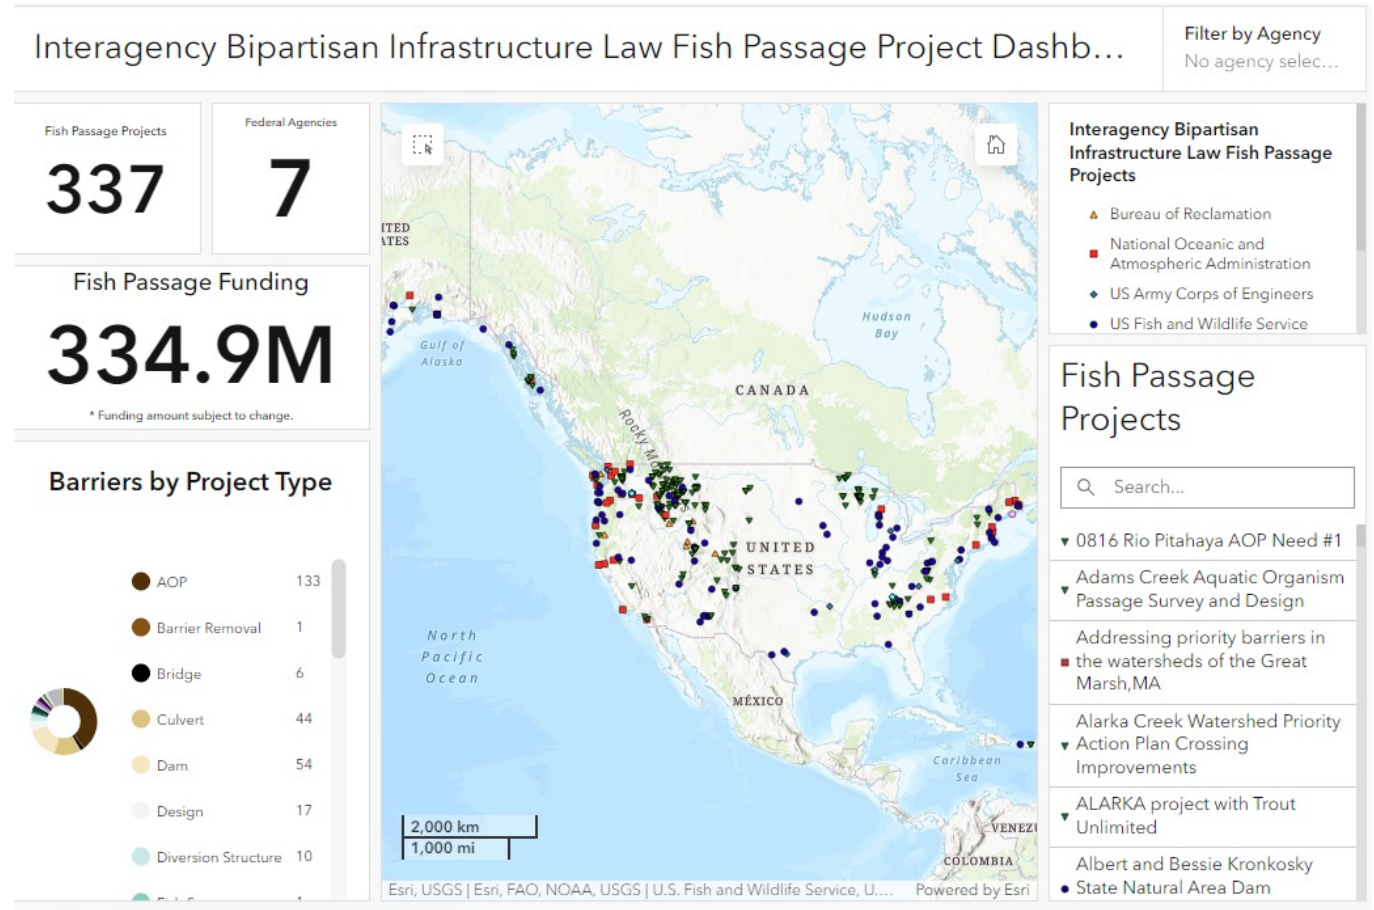 Interagency Bipartisan Infrastructure Law Fish Passage Project Dashb...
Filter by Agency
No agency selec...
Fish Passage Projects
337
Federal Agencies
7
Fish Passage Funding
334.9M
* Funding amount subject to change.
Barriers by Project Type
AOP 133
Barrier Removal 1
Bridge 6
Culvert 44
Dam 54
Design 17
Diversion Structure 10
ITED
ATES
Gulf of
Alaska
Hudson
Bay
CANADA
Rocky Mo
UNITED
STATES
North
Pacific
Ocean
MÉXICO
Caribbean
Sea
VENEZU
COLOMBIA
2,000 km
1,000 mi
Esri, USGS | Esri, FAO, NOAA, USGS | U.S. Fish and Wildlife Service, U.... Powered by Esri
Interagency Bipartisan
Infrastructure Law Fish Passage
Projects
Bureau of Reclamation
National Oceanic and
Atmospheric Administration
US Army Corps of Engineers
US Fish and Wildlife Service
Fish Passage
Projects
Search...
0816 Rio Pitahaya AOP Need #1
Adams Creek Aquatic Organism
Passage Survey and Design
Addressing priority barriers in
the watersheds of the Great
Marsh,MA
Alarka Creek Watershed Priority
Action Plan Crossing
Improvements
ALARKA project with Trout
Unlimited
Albert and Bessie Kronkosky
State Natural Area Dam